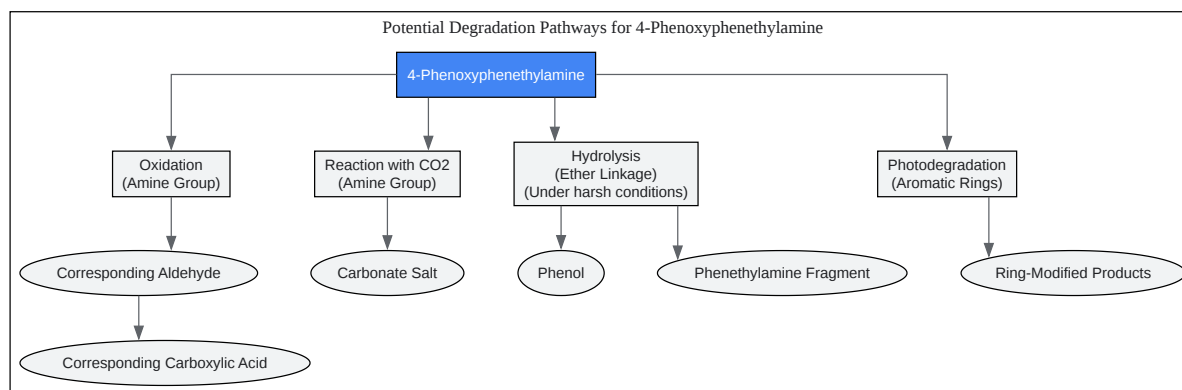 Potential Degradation Pathways for 4-Phenoxyphenethylamine
4-Phenoxyphenethylamine
Oxidation
(Amine Group)
Reaction with CO2
(Amine Group)
Hydrolysis
(Ether Linkage)
(Under harsh conditions)
Photodegradation
(Aromatic Rings)
Corresponding Aldehyde
Carbonate Salt
Phenol
Phenethylamine Fragment
Ring-Modified Products
Corresponding Carboxylic Acid